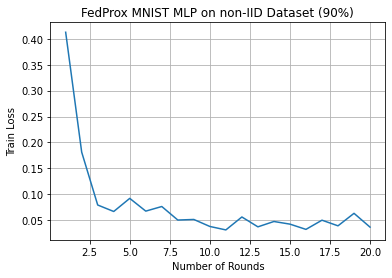 FedProx MNIST MLP on non-IID Dataset (90%)
Train Loss
0.40
0.35
0.30
0.25
0.20
0.15
0.10
0.05
2.5 5.0 7.5 10.0 12.5 15.0 17.5 20.0
Number of Rounds